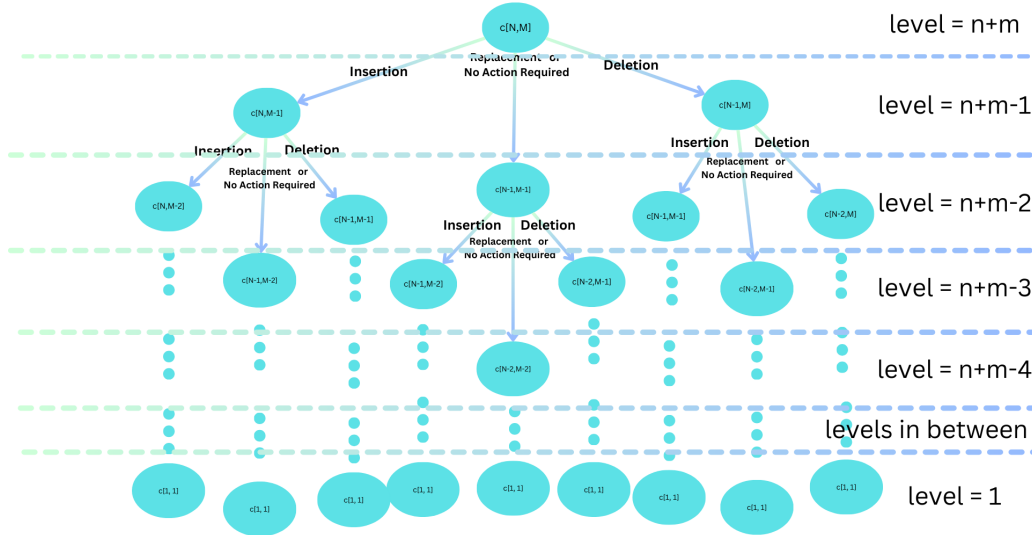 c[N,M]
level = n+m
Replacement or
No Action Required
Insertion
Deletion
c[N,M-1]
c[N-1,M]
level = n+m-1
Insertion
Deletion
Replacement or
No Action Required
Insertion
Deletion
Replacement or
No Action Required
c[N,M-2]
c[N-1,M-1]
c[N-1,M-1]
c[N-1,M-1]
c[N-2,M]
level = n+m-2
Insertion
Deletion
Replacement or
No Action Required
c[N-1,M-2]
c[N-1,M-2]
c[N-2,M-1]
c[N-2,M-1]
level = n+m-3
c[N-2,M-2]
level = n+m-4
levels in between
c[1, 1]
c[1, 1]
c[1, 1]
c[1, 1]
c[1, 1]
c[1, 1]
c[1, 1]
c[1, 1]
c[1, 1]
level = 1